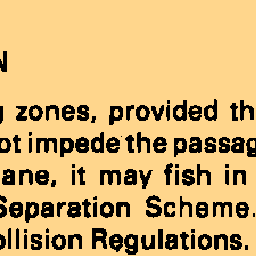 N
g zones, provided th
ot impede the passag
ane, it may fish in
Separation Scheme.
ollision Regulations.